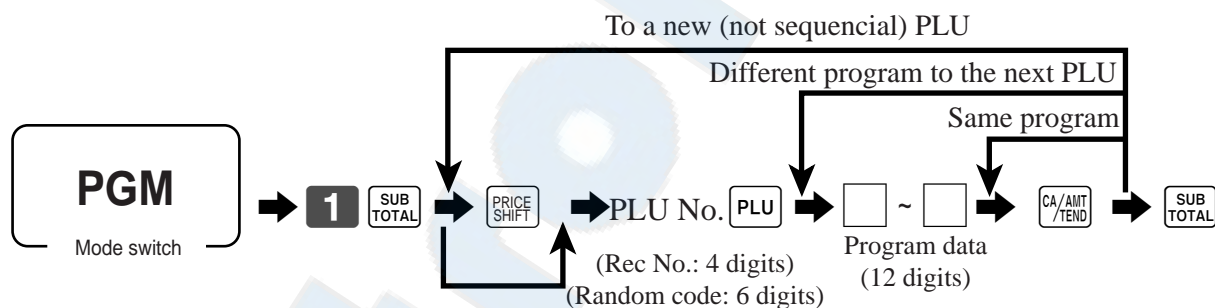 To a new (not sequencial) PLU
Different program to the next PLU
Same program
PGM
Mode switch
1
SUB TOTAL
PRICE SHIFT
PLU No. PLU
~
CA/AMT /TEND
SUB TOTAL
(Rec No.: 4 digits)
(Random code: 6 digits)
Program data
(12 digits)